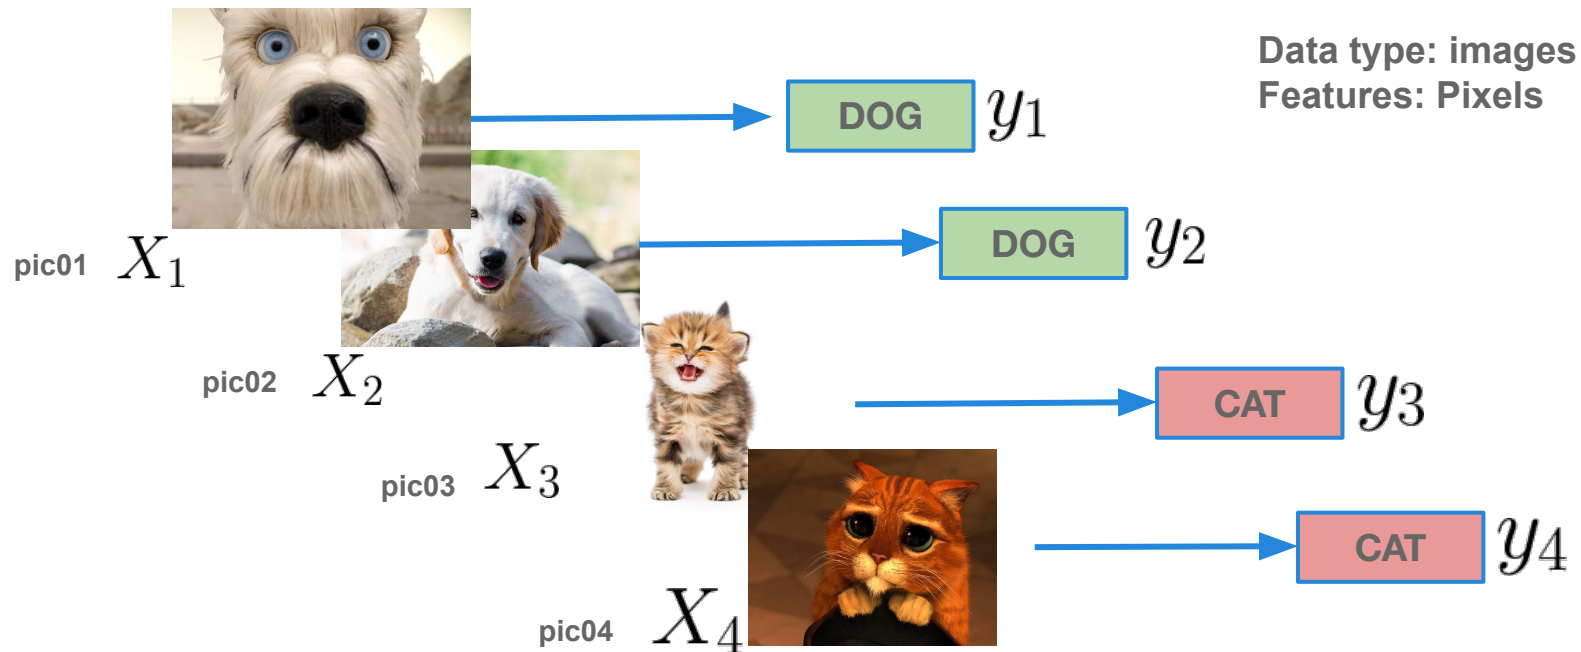 Data type: images
Features: Pixels
DOG y₁
pic01 X₁
DOG y₂
pic02 X₂
CAT y₃
pic03 X₃
CAT y₄
pic04 X₄